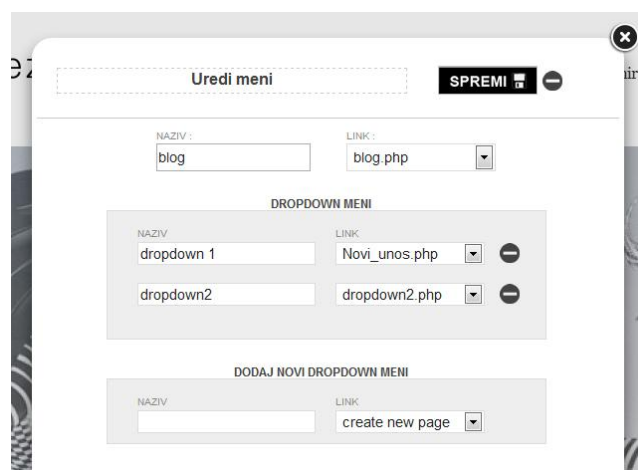 Uredi meni
SPREMI
NAZIV : LINK :
blog blog.php
DROPDOWN MENI
NAZIV LINK
dropdown 1 Novi_unos.php
dropdown2 dropdown2.php
DODAJ NOVI DROPDOWN MENI
NAZIV LINK
create new page